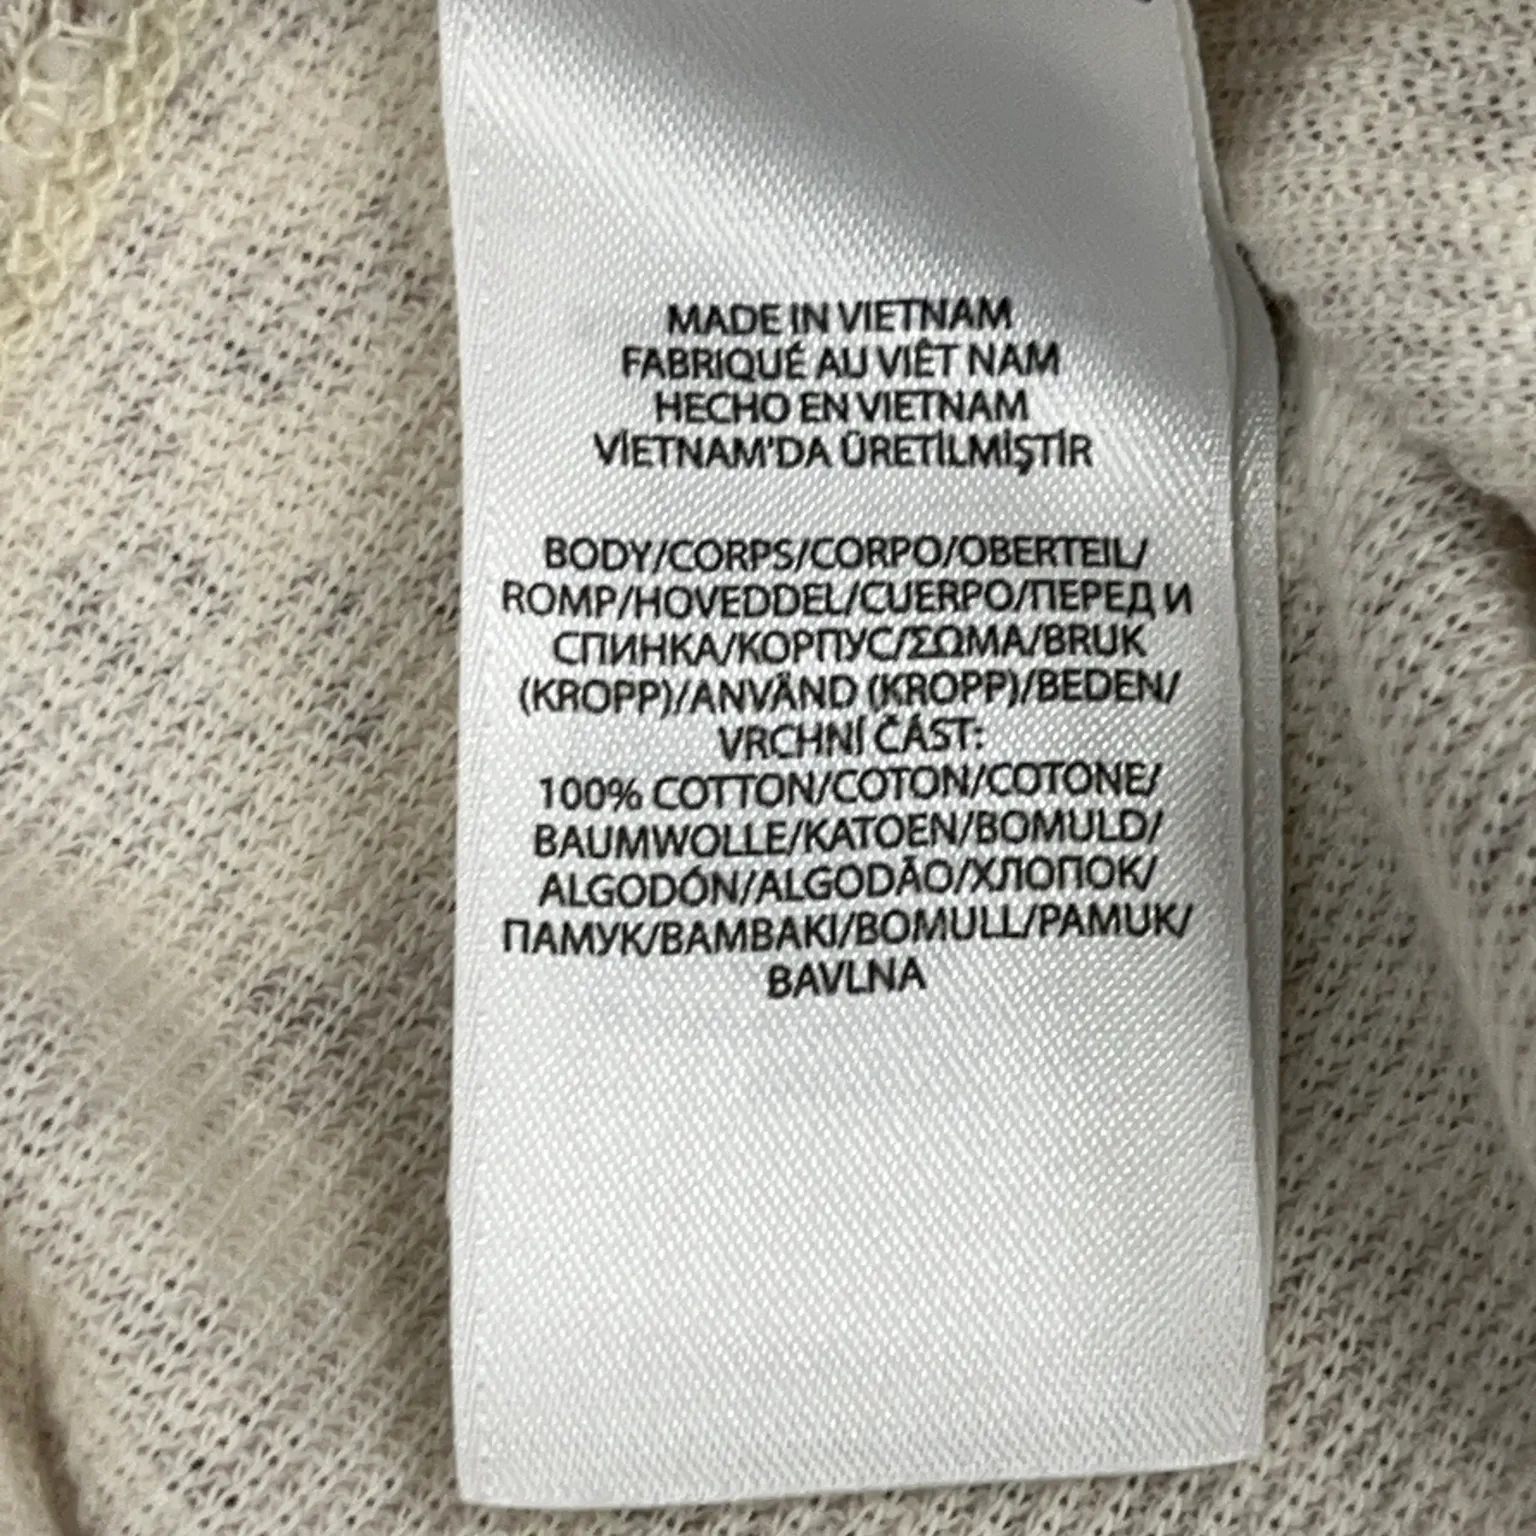 MADE IN VIETNAM
FABRIQUÉ AU VIÊT NAM
HECHO EN VIETNAM
VİETNAM'DA ÜRETİLMİŞTİR
BODY/CORPS/CORPO/OBERTEIL/
ROMP/HOVEDDEL/CUERPO/ПЕРЕД И
СПИНКА/КОРПУС/ΣΩΜΑ/BRUK
(KROPP)/ANVÄND (KROPP)/BEDEN/
VRCHNÍ ČÁST:
100% COTTON/COTON/COTONE/
BAUMWOLLE/KATOEN/BOMULD/
ALGODÓN/ALGODÃO/ХЛОПОК/
ПАМУК/ΒΑΜΒΑΚΙ/BOMULL/PAMUK/
BAVLNA